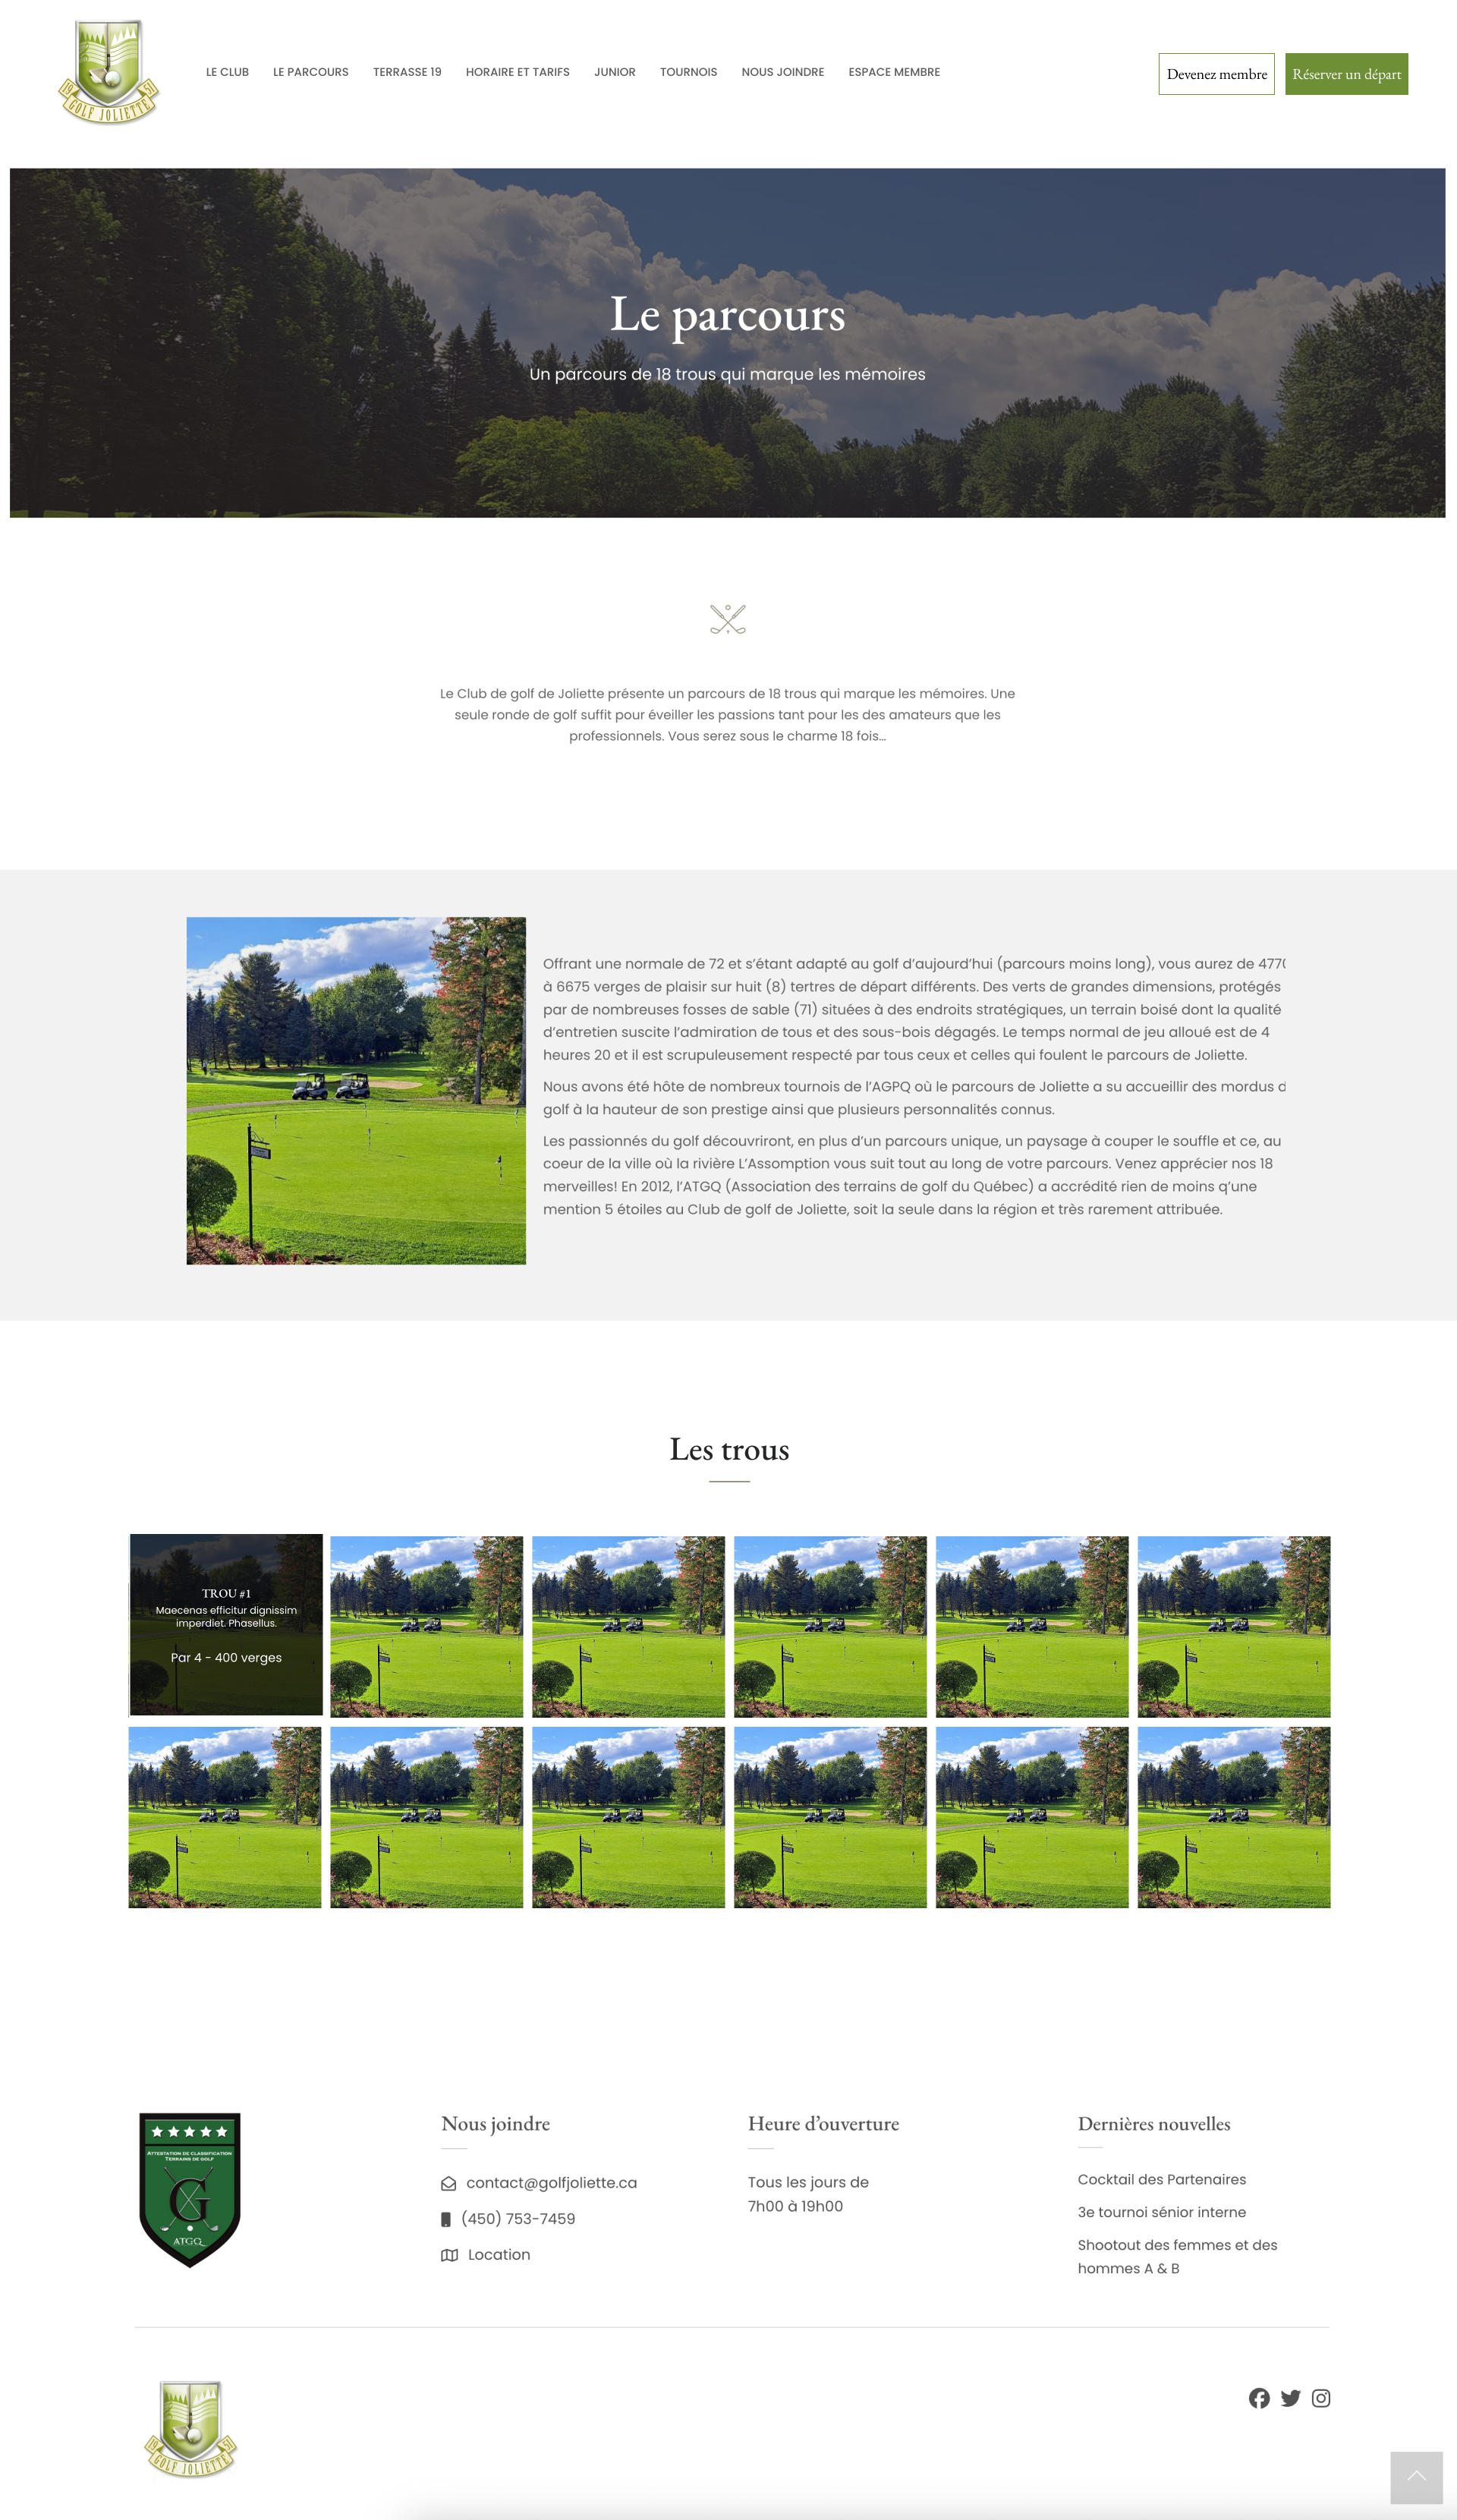 19 51
GOLF JOLIETTE
LE CLUB LE PARCOURS TERRASSE 19 HORAIRE ET TARIFS JUNIOR TOURNOIS NOUS JOINDRE ESPACE MEMBRE
Devenez membre
Réserver un départ
Le parcours
Un parcours de 18 trous qui marque les mémoires
Le Club de golf de Joliette présente un parcours de 18 trous qui marque les mémoires. Une
seule ronde de golf suffit pour éveiller les passions tant pour les des amateurs que les
professionnels. Vous serez sous le charme 18 fois…
Offrant une normale de 72 et s’étant adapté au golf d’aujourd’hui (parcours moins long), vous aurez de 4770
à 6675 verges de plaisir sur huit (8) tertres de départ différents. Des verts de grandes dimensions, protégés
par de nombreuses fosses de sable (71) situées à des endroits stratégiques, un terrain boisé dont la qualité
d’entretien suscite l’admiration de tous et des sous-bois dégagés. Le temps normal de jeu alloué est de 4
heures 20 et il est scrupuleusement respecté par tous ceux et celles qui foulent le parcours de Joliette.
Nous avons été hôte de nombreux tournois de l’AGPQ où le parcours de Joliette a su accueillir des mordus d
golf à la hauteur de son prestige ainsi que plusieurs personnalités connus.
Les passionnés du golf découvriront, en plus d’un parcours unique, un paysage à couper le souffle et ce, au
coeur de la ville où la rivière L’Assomption vous suit tout au long de votre parcours. Venez apprécier nos 18
merveilles! En 2012, l’ATGQ (Association des terrains de golf du Québec) a accrédité rien de moins q’une
mention 5 étoiles au Club de golf de Joliette, soit la seule dans la région et très rarement attribuée.
Les trous
TROU #1
Maecenas efficitur dignissim
imperdiet. Phasellus.
Par 4 - 400 verges
ATTESTATION DE CLASSIFICATION
TERRAINS DE GOLF
G
ATGQ
Nous joindre
contact@golfjoliette.ca
(450) 753-7459
Location
Heure d’ouverture
Tous les jours de
7h00 à 19h00
Dernières nouvelles
Cocktail des Partenaires
3e tournoi sénior interne
Shootout des femmes et des
hommes A & B
19 51
GOLF JOLIETTE